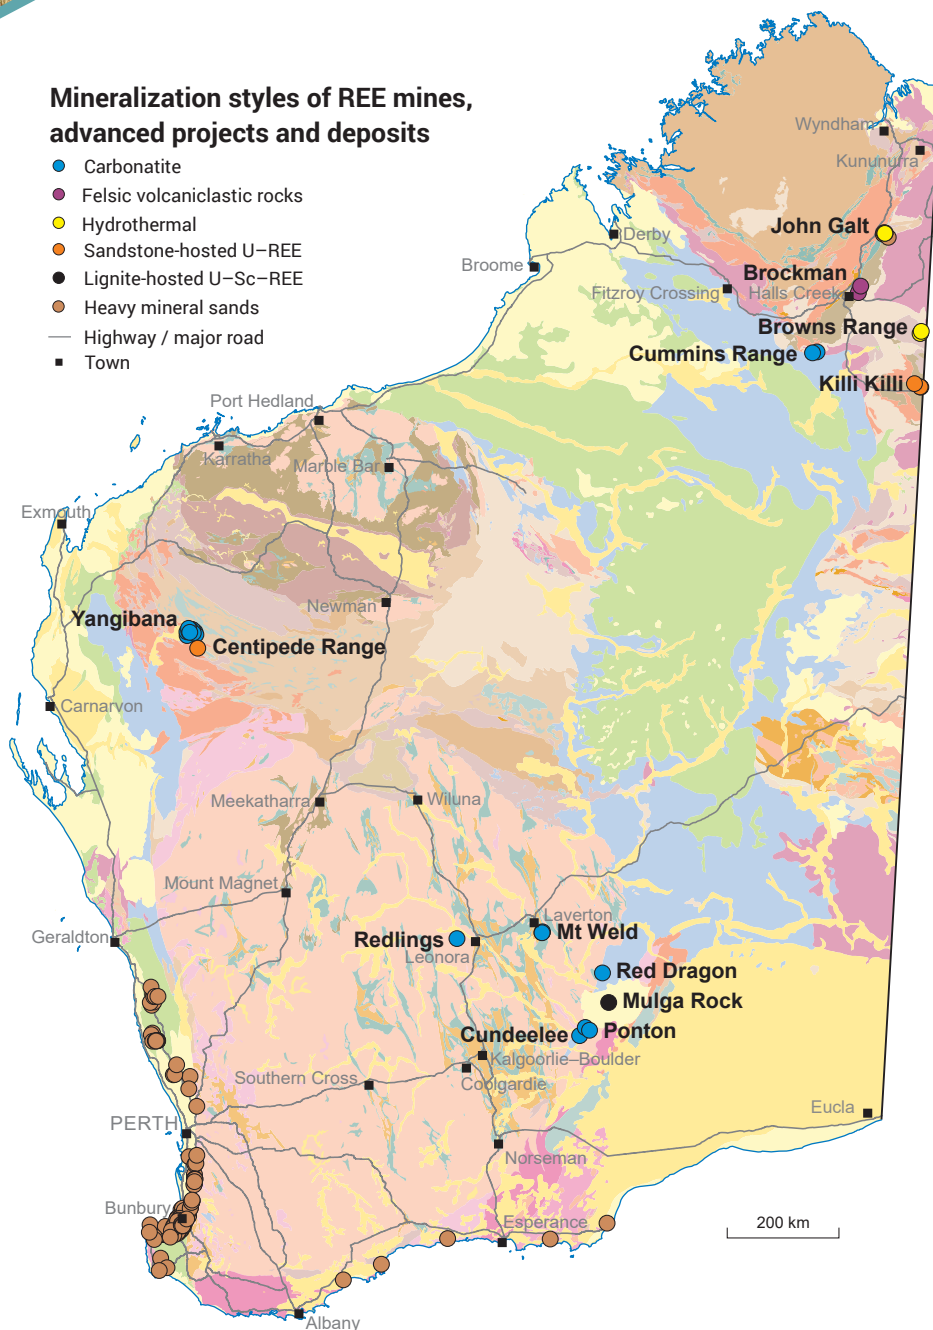 Mineralization styles of REE mines,
advanced projects and deposits
Carbonatite
Felsic volcaniclastic rocks
Hydrothermal
Sandstone-hosted U–REE
Lignite-hosted U–Sc–REE
Heavy mineral sands
Highway / major road
Town
Wyndham
Kununurra
John Galt
Derby
Broome
Brockman
Fitzroy Crossing
Halls Creek
Browns Range
Cummins Range
Killi Killi
Port Hedland
Karratha
Marble Bar
Exmouth
Newman
Yangibana
Centipede Range
Carnarvon
Meekatharra
Wiluna
Mount Magnet
Laverton
Geraldton
Redlings
Mt Weld
Leonora
Red Dragon
Mulga Rock
Cundeelee
Ponton
Kalgoorlie–Boulder
Southern Cross
Coolgardie
Eucla
PERTH
Norseman
Bunbury
Esperance
200 km
Albany